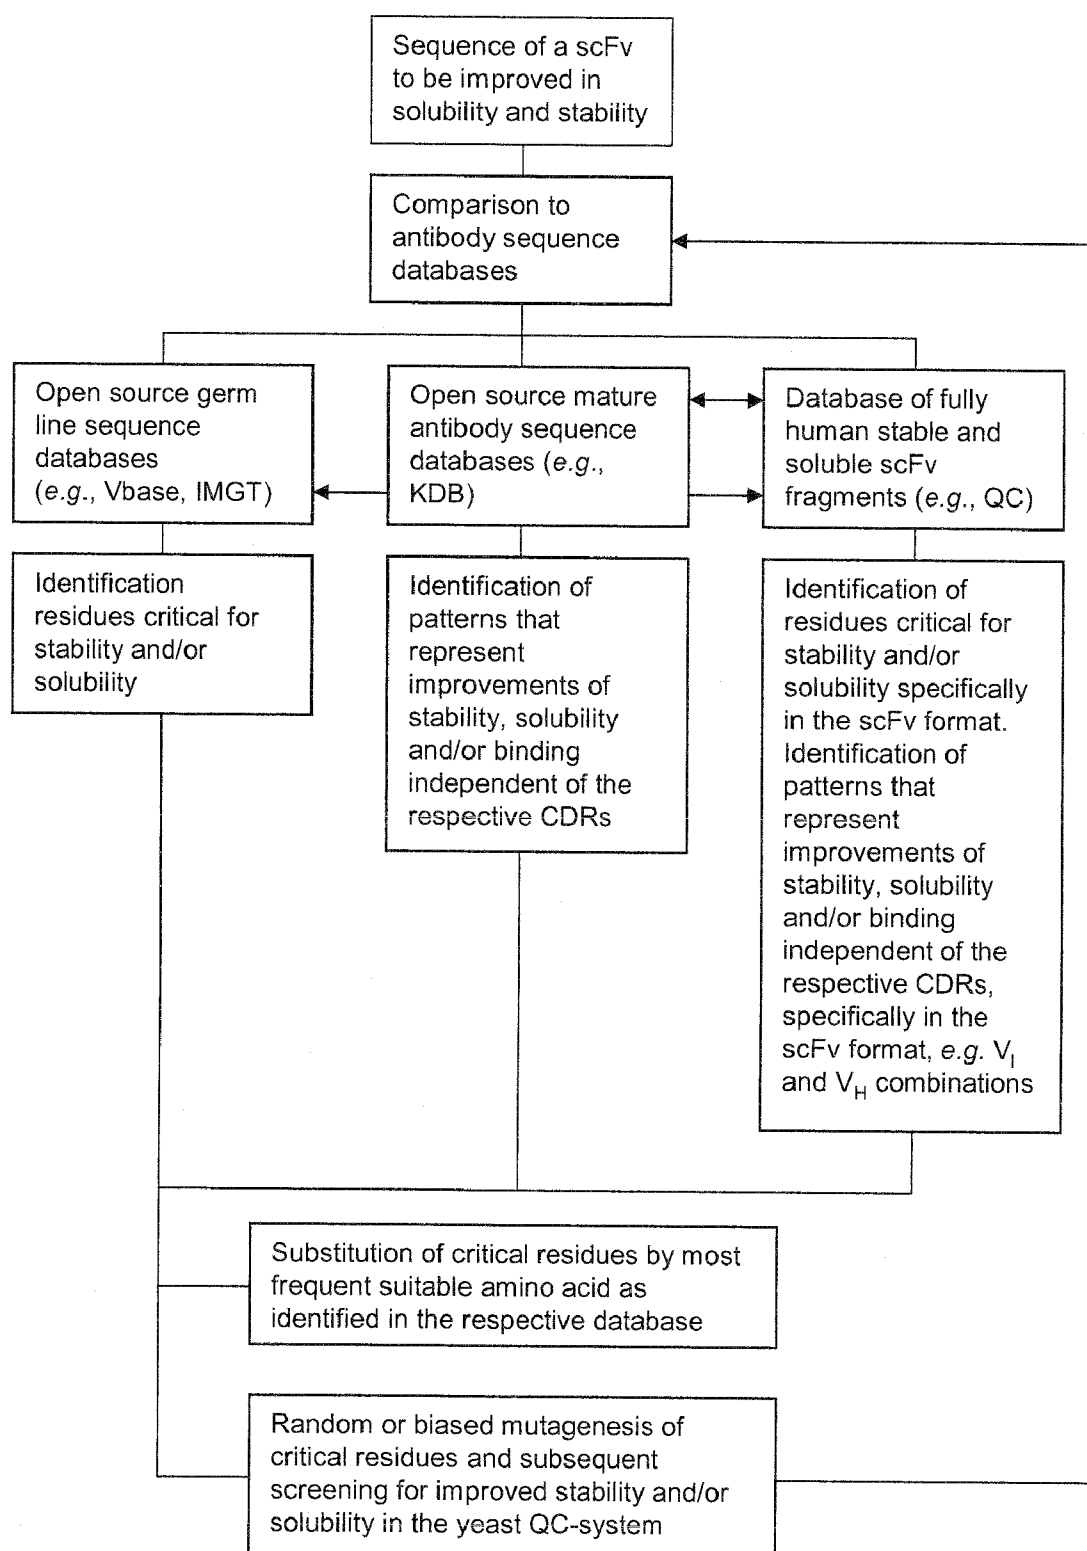 Sequence of a scFv
to be improved in
solubility and stability
Comparison to
antibody sequence
databases
Open source germ
line sequence
databases
(e.g., Vbase, IMGT)
Open source mature
antibody sequence
databases (e.g.,
KDB)
Database of fully
human stable and
soluble scFv
fragments (e.g., QC)
Identification
residues critical for
stability and/or
solubility
Identification of
patterns that
represent
improvements of
stability, solubility
and/or binding
independent of the
respective CDRs
Identification of
residues critical for
stability and/or
solubility specifically
in the scFv format.
Identification of
patterns that
represent
improvements of
stability, solubility
and/or binding
independent of the
respective CDRs,
specifically in the
scFv format, e.g. Vl
and VH combinations
Substitution of critical residues by most
frequent suitable amino acid as
identified in the respective database
Random or biased mutagenesis of
critical residues and subsequent
screening for improved stability and/or
solubility in the yeast QC-system